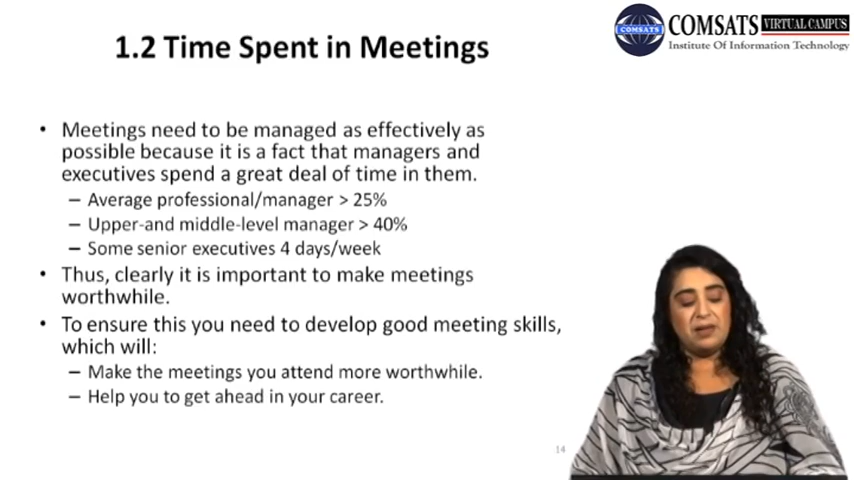 COMSATS VIRTUAL CAMPUS
COMSATS
Institute Of Information Technology
1.2 Time Spent in Meetings
• Meetings need to be managed as effectively as
possible because it is a fact that managers and
executives spend a great deal of time in them.
– Average professional/manager > 25%
– Upper-and middle-level manager > 40%
– Some senior executives 4 days/week
• Thus, clearly it is important to make meetings
worthwhile.
• To ensure this you need to develop good meeting skills,
which will:
– Make the meetings you attend more worthwhile.
– Help you to get ahead in your career.
14